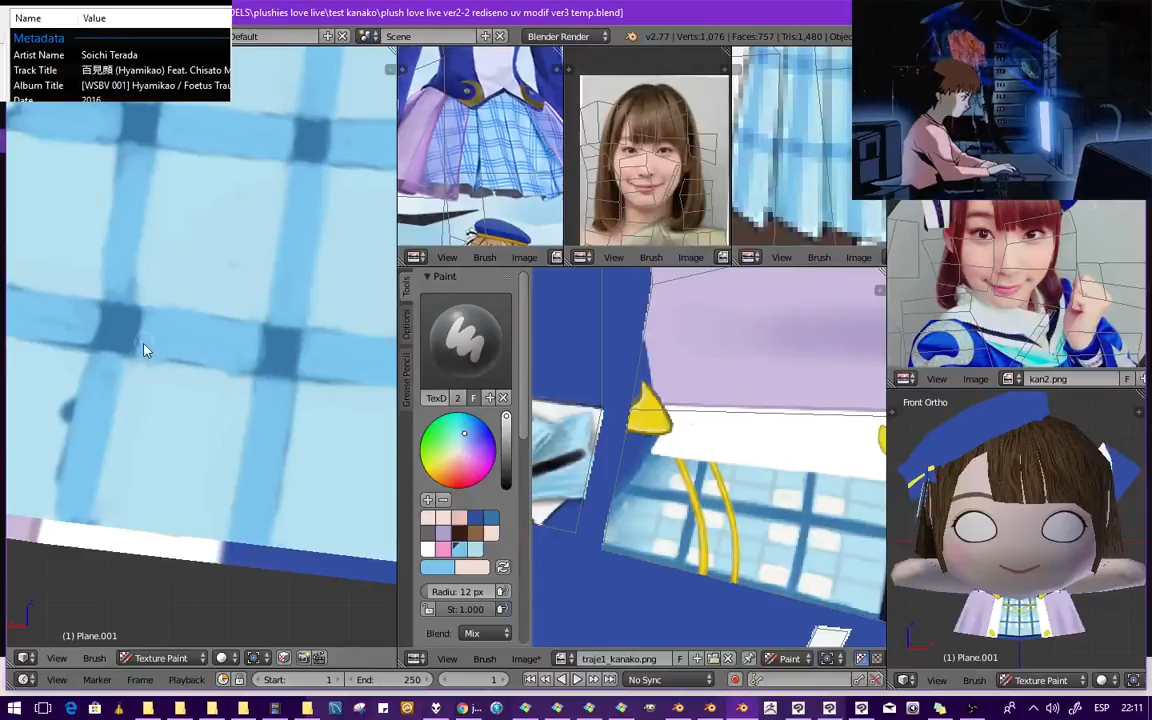 Name Value
DELS\plushies love live\test kanako\plush love live ver2-2 rediseno uv modif ver3 temp.blend]
Metadata
Artist Name Soichi Terada
Track Title 百見顔 (Hyamikao) Feat. Chisato M
Album Title [WSBV 001] Hyamikao / Foetus Trau
Date 2016
Default Scene Blender Render v2.77 | Verts:1,076 | Faces:757 | Tris:1,480 | Objec
View Brush Image View Brush Image View Brush Image
Paint
Tools
Options
Grease Pencil
TexD 2 F
View Image kan2.png F
Front Ortho
Radiu: 12 px
St: 1.000
Blend: Mix
(1) Plane.001
(1) Plane.001
View Brush Texture Paint View Brush Image* traje1_kanako.png F Paint
View Marker Frame Playback Start: 1 End: 250 1 No Sync View Brush Texture Paint
ESP 22:11